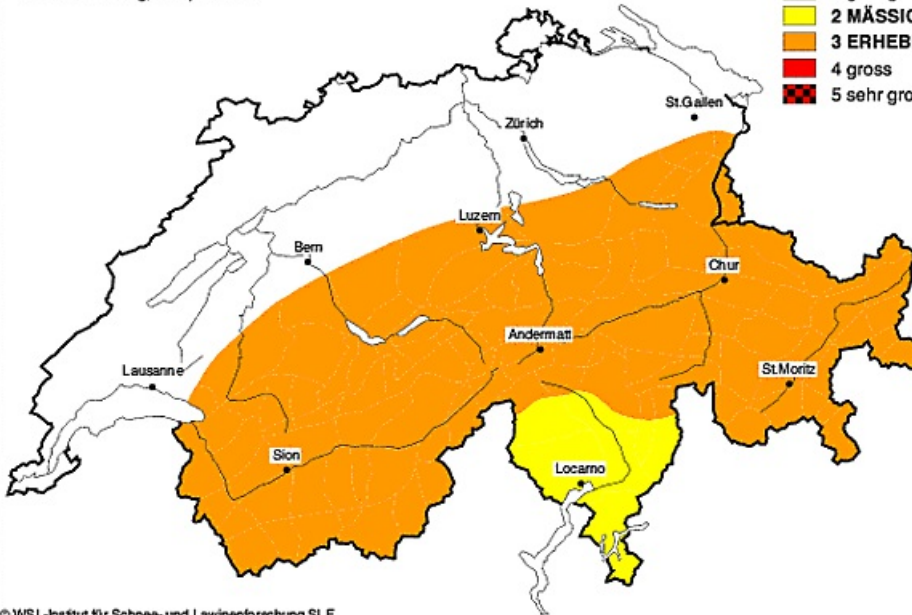 2 MÄSSIG
3 ERHEB
4 gross
5 sehr gro
St.Gallen
Zürich
Luzern
Bern
Chur
Andermatt
Lausanne
St.Moritz
Sion
Locarno
© WSL-Institut für Schnee- und Lawinenforschung SLF